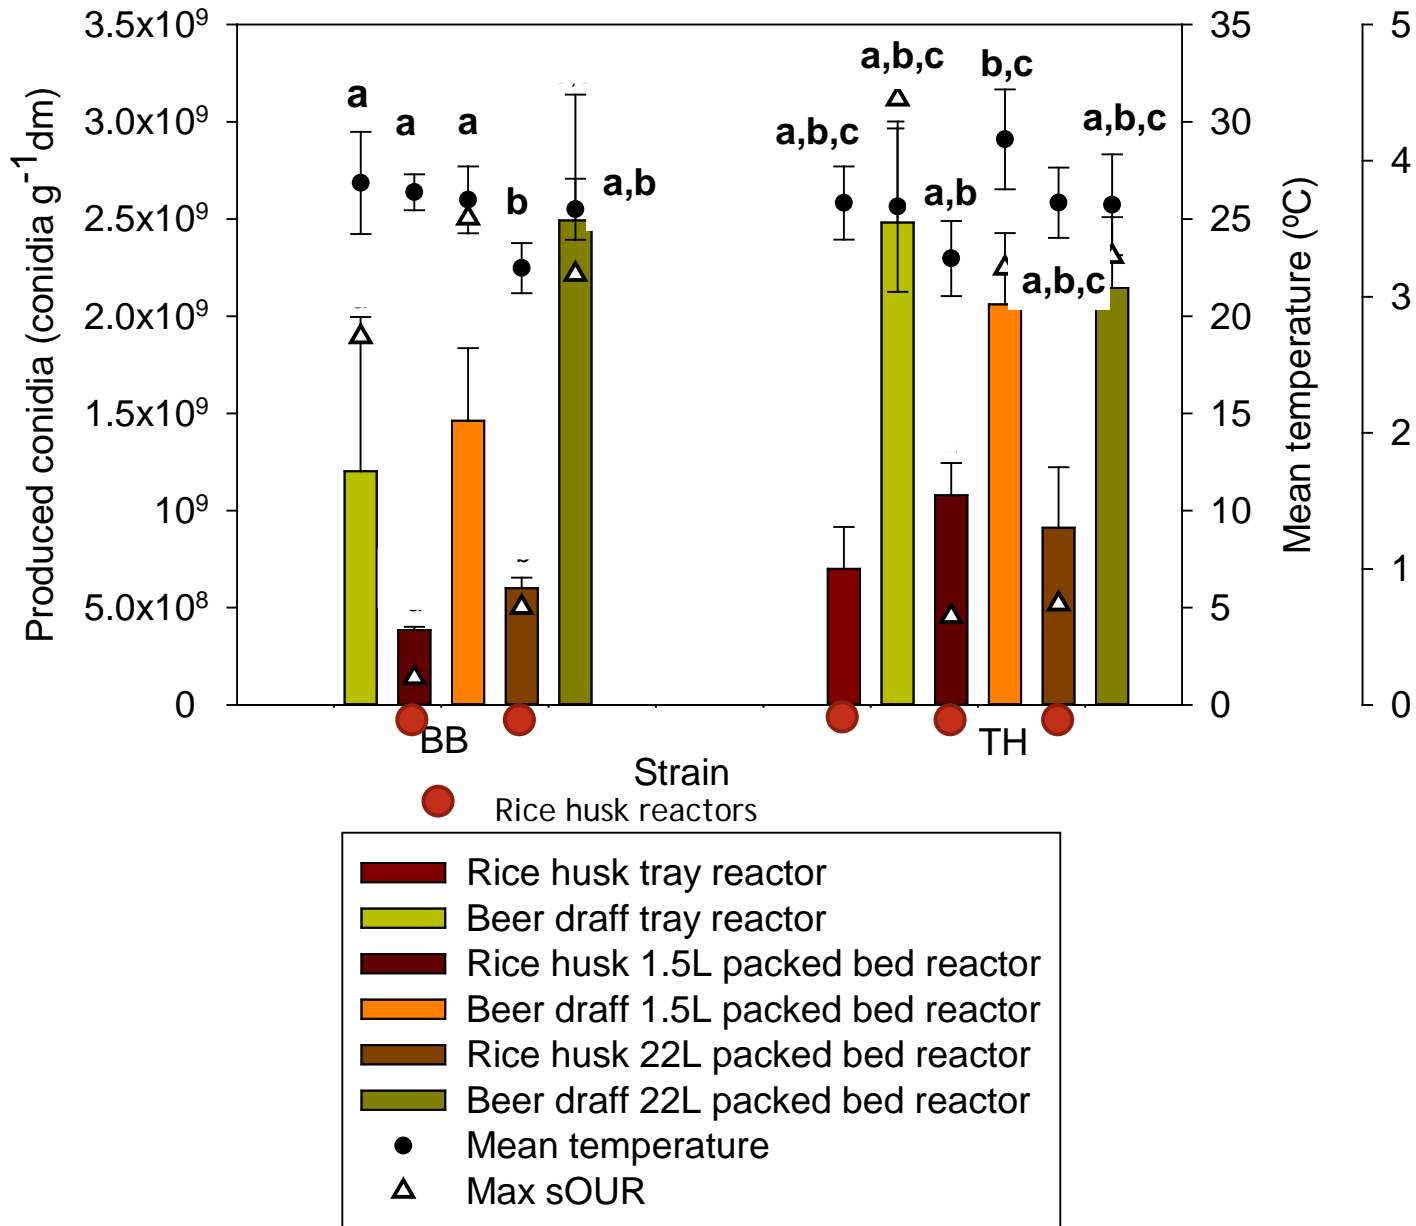 3.5x10⁹
3.0x10⁹
2.5x10⁹
2.0x10⁹
1.5x10⁹
10⁹
5.0x10⁸
0
Produced conidia (conidia g⁻¹dm)
a
a
a
b
a,b
a,b,c
a,b,c
a,b
b,c
a,b,c
a,b,c
35
30
25
20
15
10
5
0
Mean temperature (ºC)
5
4
3
2
1
0
BB
TH
Strain
Rice husk reactors
Rice husk tray reactor
Beer draff tray reactor
Rice husk 1.5L packed bed reactor
Beer draff 1.5L packed bed reactor
Rice husk 22L packed bed reactor
Beer draff 22L packed bed reactor
Mean temperature
Max sOUR